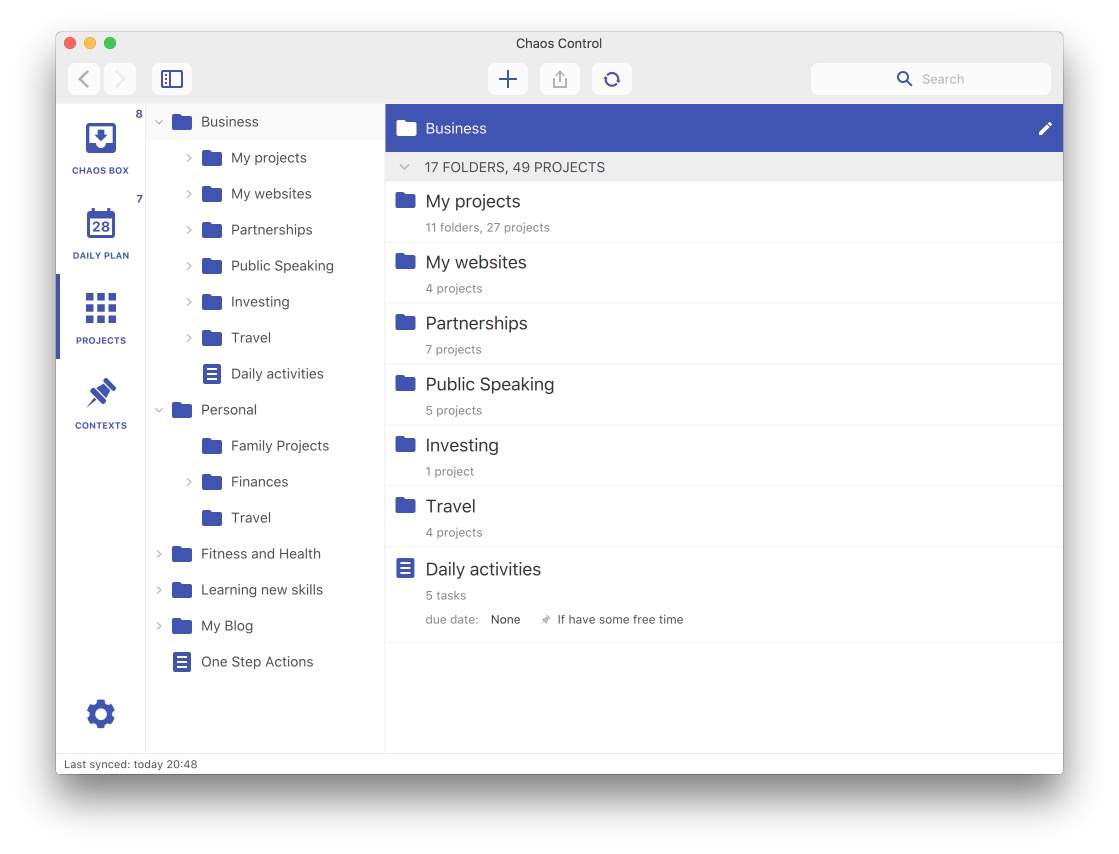 Chaos Control
Search
8
CHAOS BOX
7
28
DAILY PLAN
PROJECTS
CONTEXTS
Business
My projects
My websites
Partnerships
Public Speaking
Investing
Travel
Daily activities
Personal
Family Projects
Finances
Travel
Fitness and Health
Learning new skills
My Blog
One Step Actions
Business
17 FOLDERS, 49 PROJECTS
My projects
11 folders, 27 projects
My websites
4 projects
Partnerships
7 projects
Public Speaking
5 projects
Investing
1 project
Travel
4 projects
Daily activities
5 tasks
due date: None If have some free time
Last synced: today 20:48